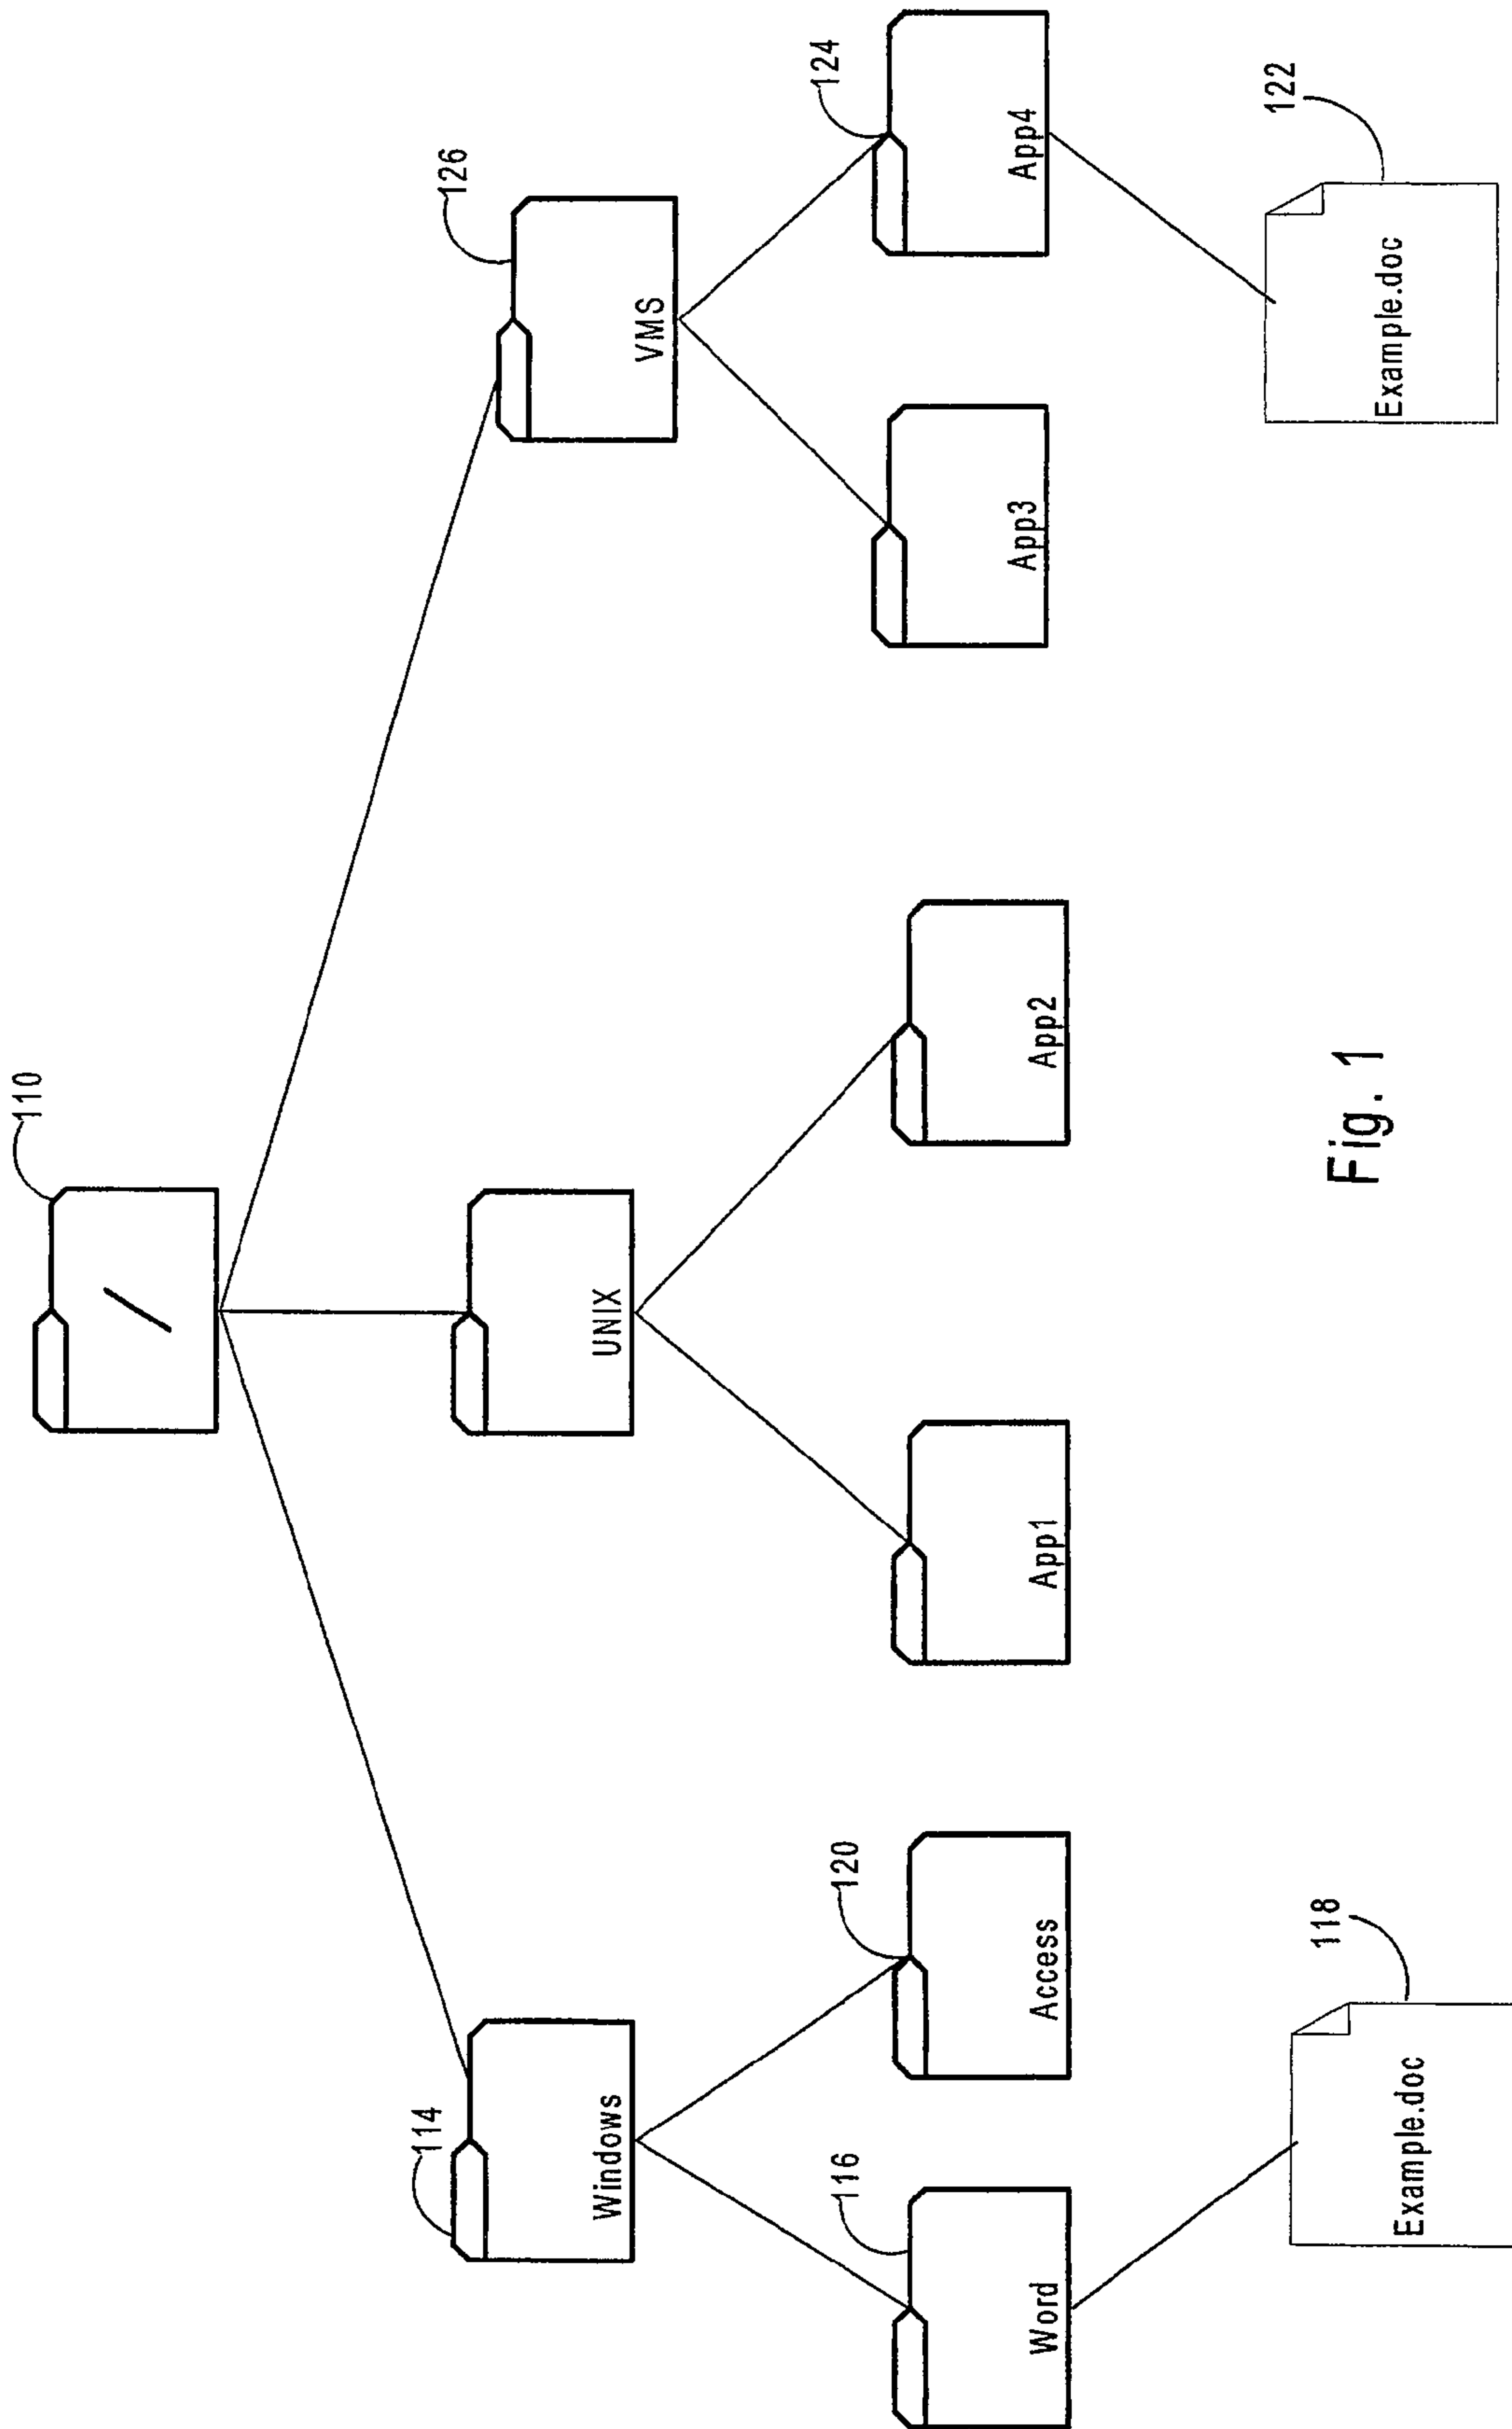 110
/
114
126
Windows
UNIX
VMS
116
120
124
Word
Access
App1
App2
App3
App4
118
122
Example.doc
Example.doc
Fig. 1